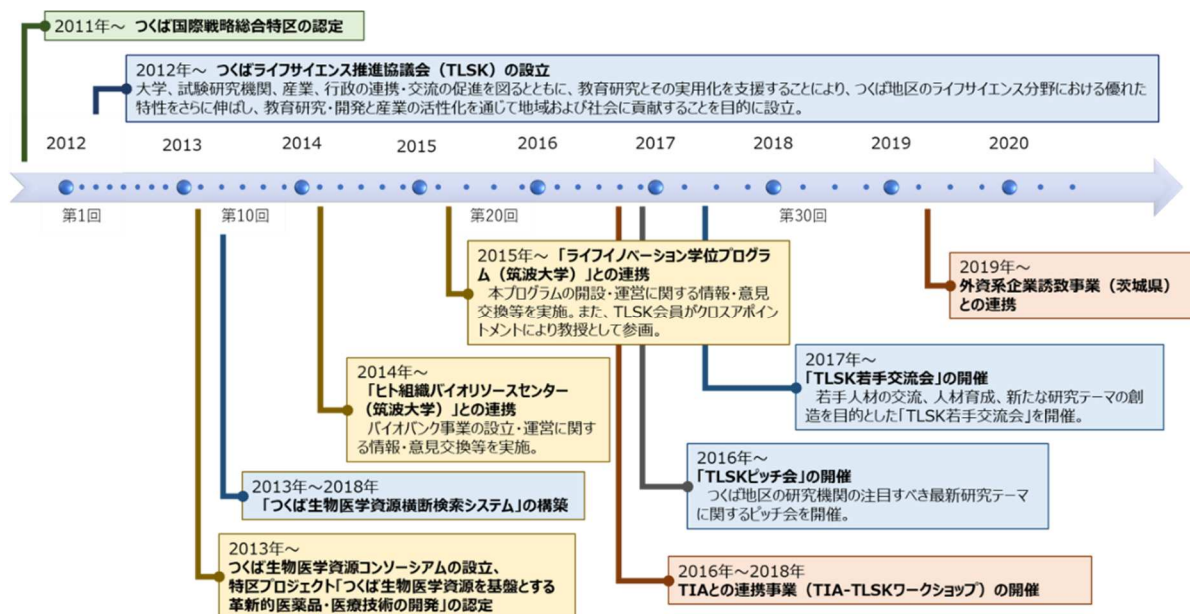 2011年～ つくば国際戦略総合特区の認定
2012年～ つくばライフサイエンス推進協議会（TLSK）の設立
大学、試験研究機関、産業、行政の連携・交流の促進を図るとともに、教育研究とその実用化を支援することにより、つくば地区のライフサイエンス分野における優れた
特性をさらに伸ばし、教育研究・開発と産業の活性化を通じて地域および社会に貢献することを目的に設立。
2012 2013 2014 2015 2016 2017 2018 2019 2020
第1回 第10回 第20回 第30回
2015年～「ライフイノベーション学位プログラ
ム（筑波大学）」との連携
本プログラムの開設・運営に関する情報・意見
交換等を実施。また、TLSK会員がクロスアポイ
ントメントにより教授として参画。
2019年～
外資系企業誘致事業（茨城県）
との連携
2014年～
「ヒト組織バイオリソースセンター
（筑波大学）」との連携
バイオバンク事業の設立・運営に関す
る情報・意見交換等を実施。
2017年～
「TLSK若手交流会」の開催
若手人材の交流、人材育成、新たな研究テーマの創
造を目的とした「TLSK若手交流会」を開催。
2013年～2018年
「つくば生物医学資源横断検索システム」の構築
2016年～
「TLSKピッチ会」の開催
つくば地区の研究機関の注目すべき最新研究テーマ
に関するピッチ会を開催。
2013年～
つくば生物医学資源コンソーシアムの設立、
特区プロジェクト「つくば生物医学資源を基盤とする
革新的医薬品・医療技術の開発」の認定
2016年～2018年
TIAとの連携事業（TIA-TLSKワークショップ）の開催